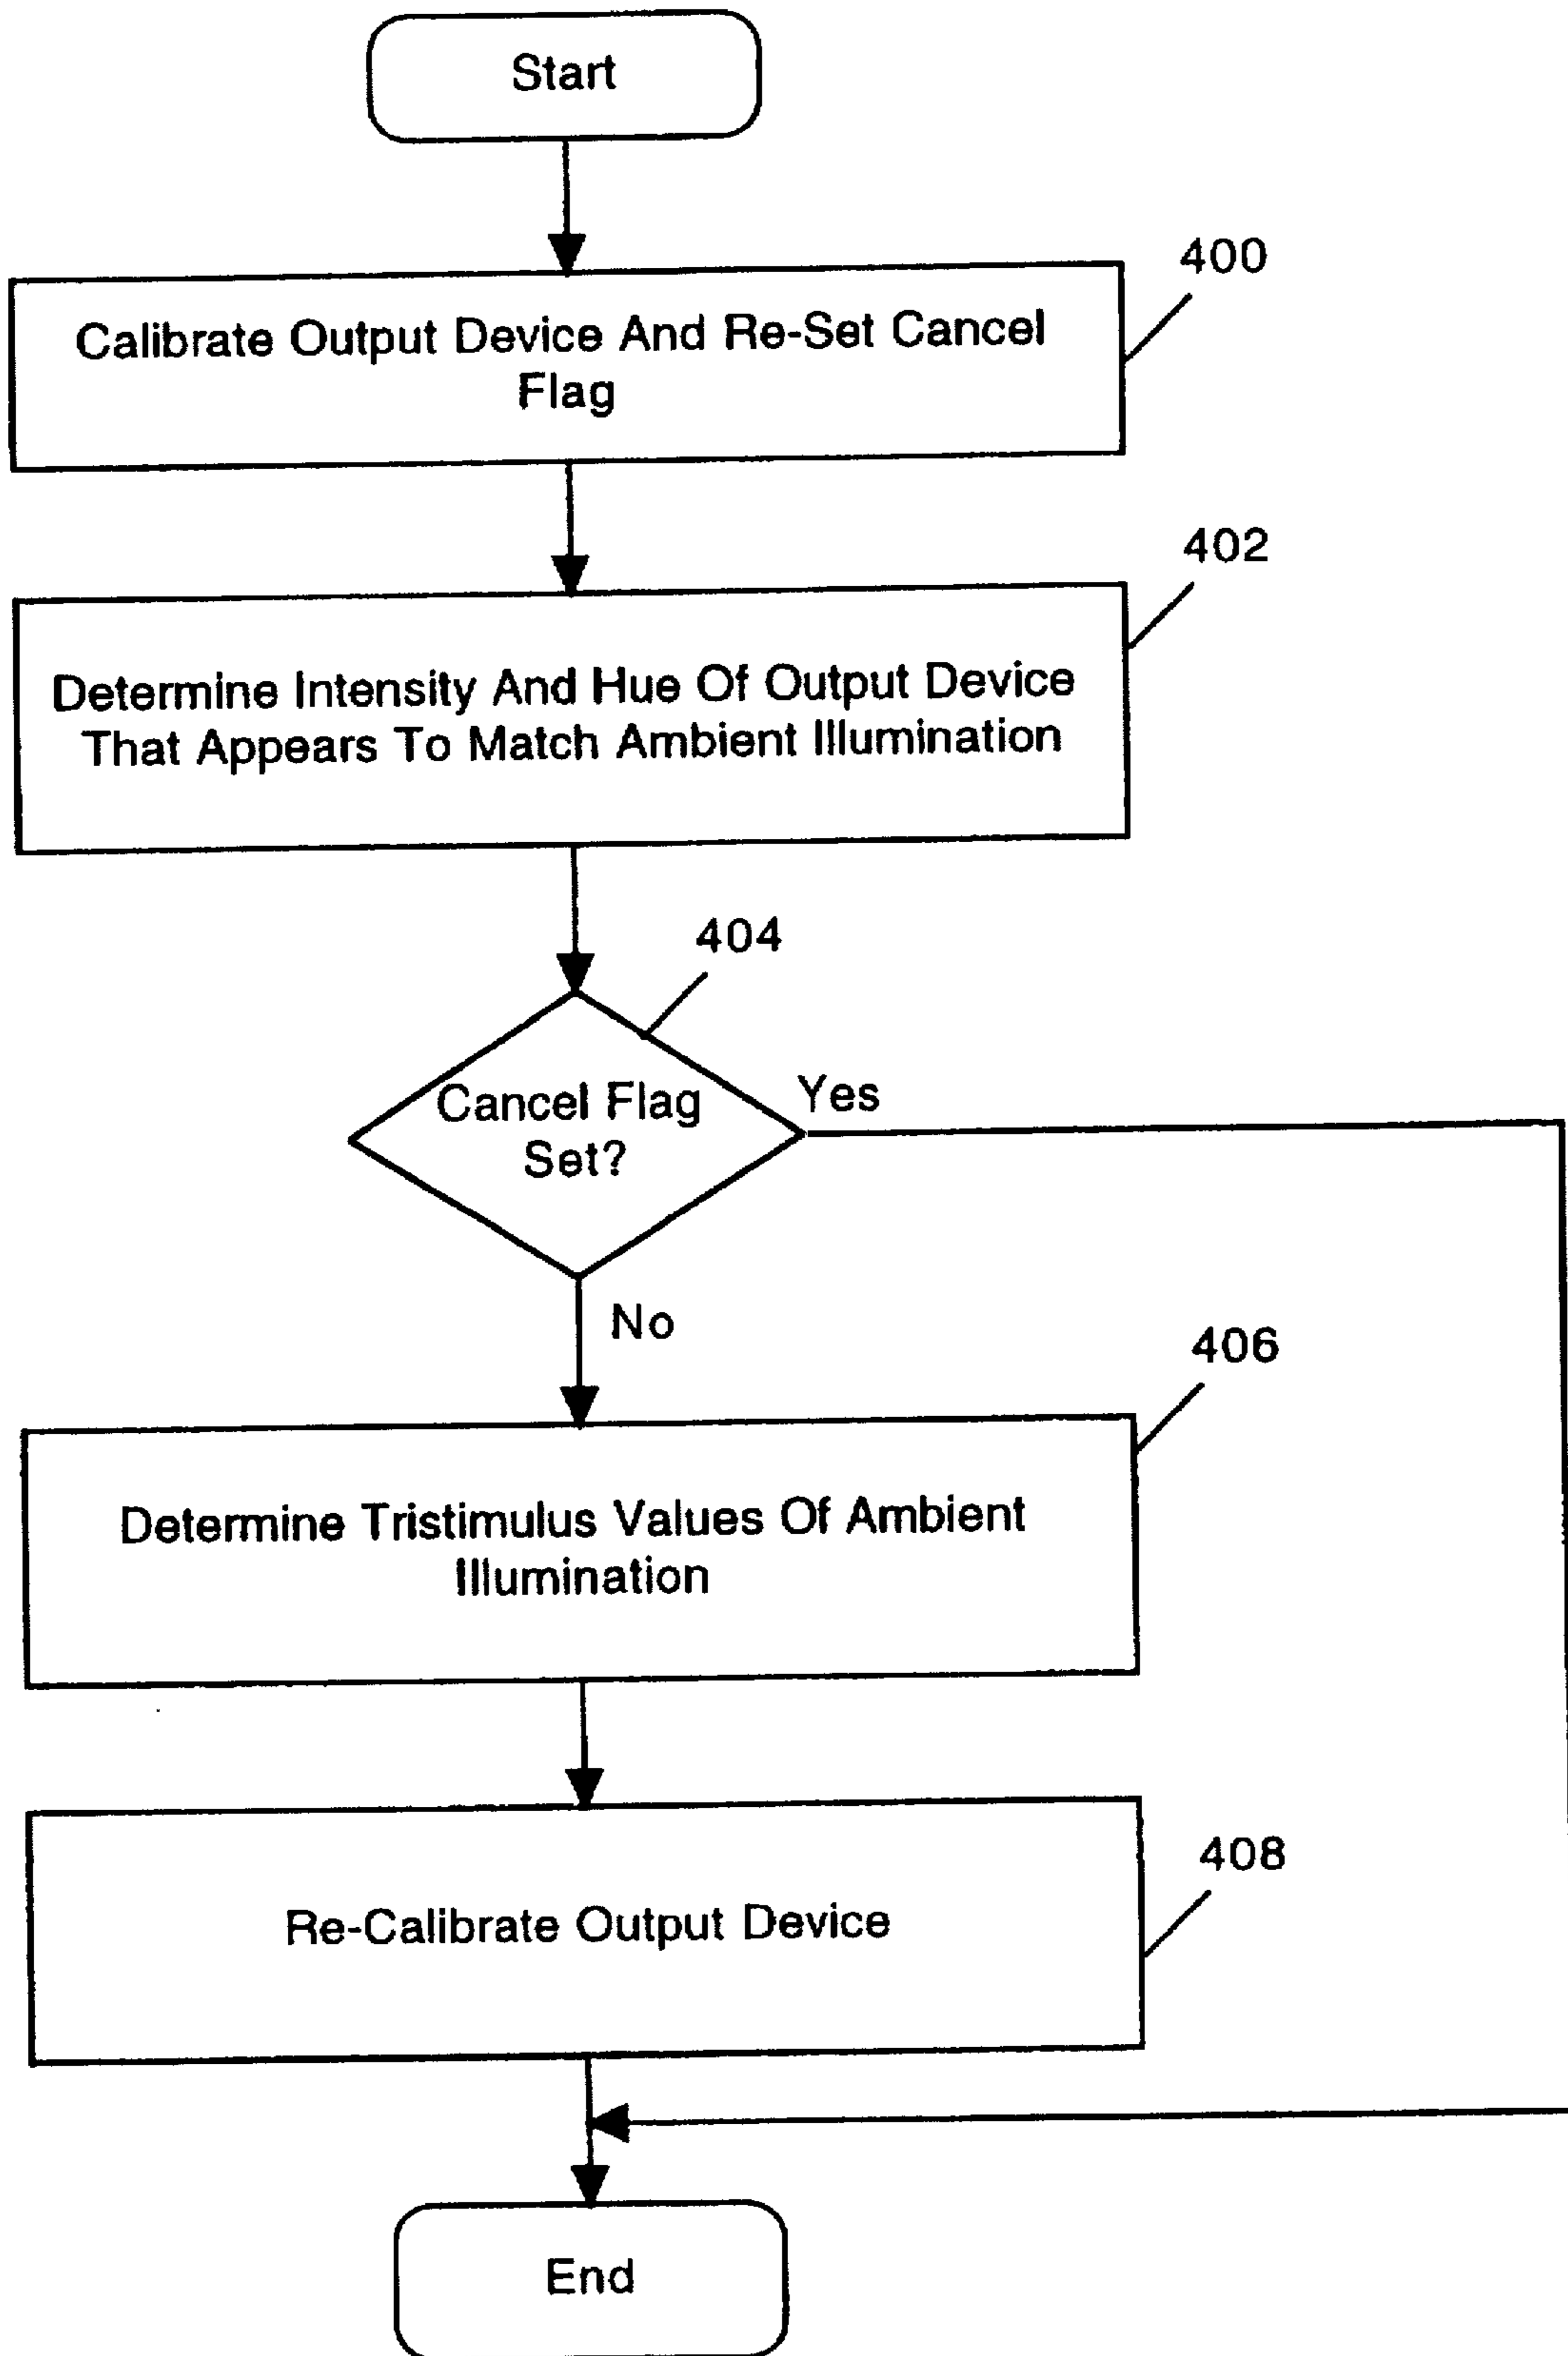 Start
400
Calibrate Output Device And Re-Set Cancel
Flag
402
Determine Intensity And Hue Of Output Device
That Appears To Match Ambient Illumination
404
Cancel Flag
Set?
Yes
No
406
Determine Tristimulus Values Of Ambient
Illumination
408
Re-Calibrate Output Device
End